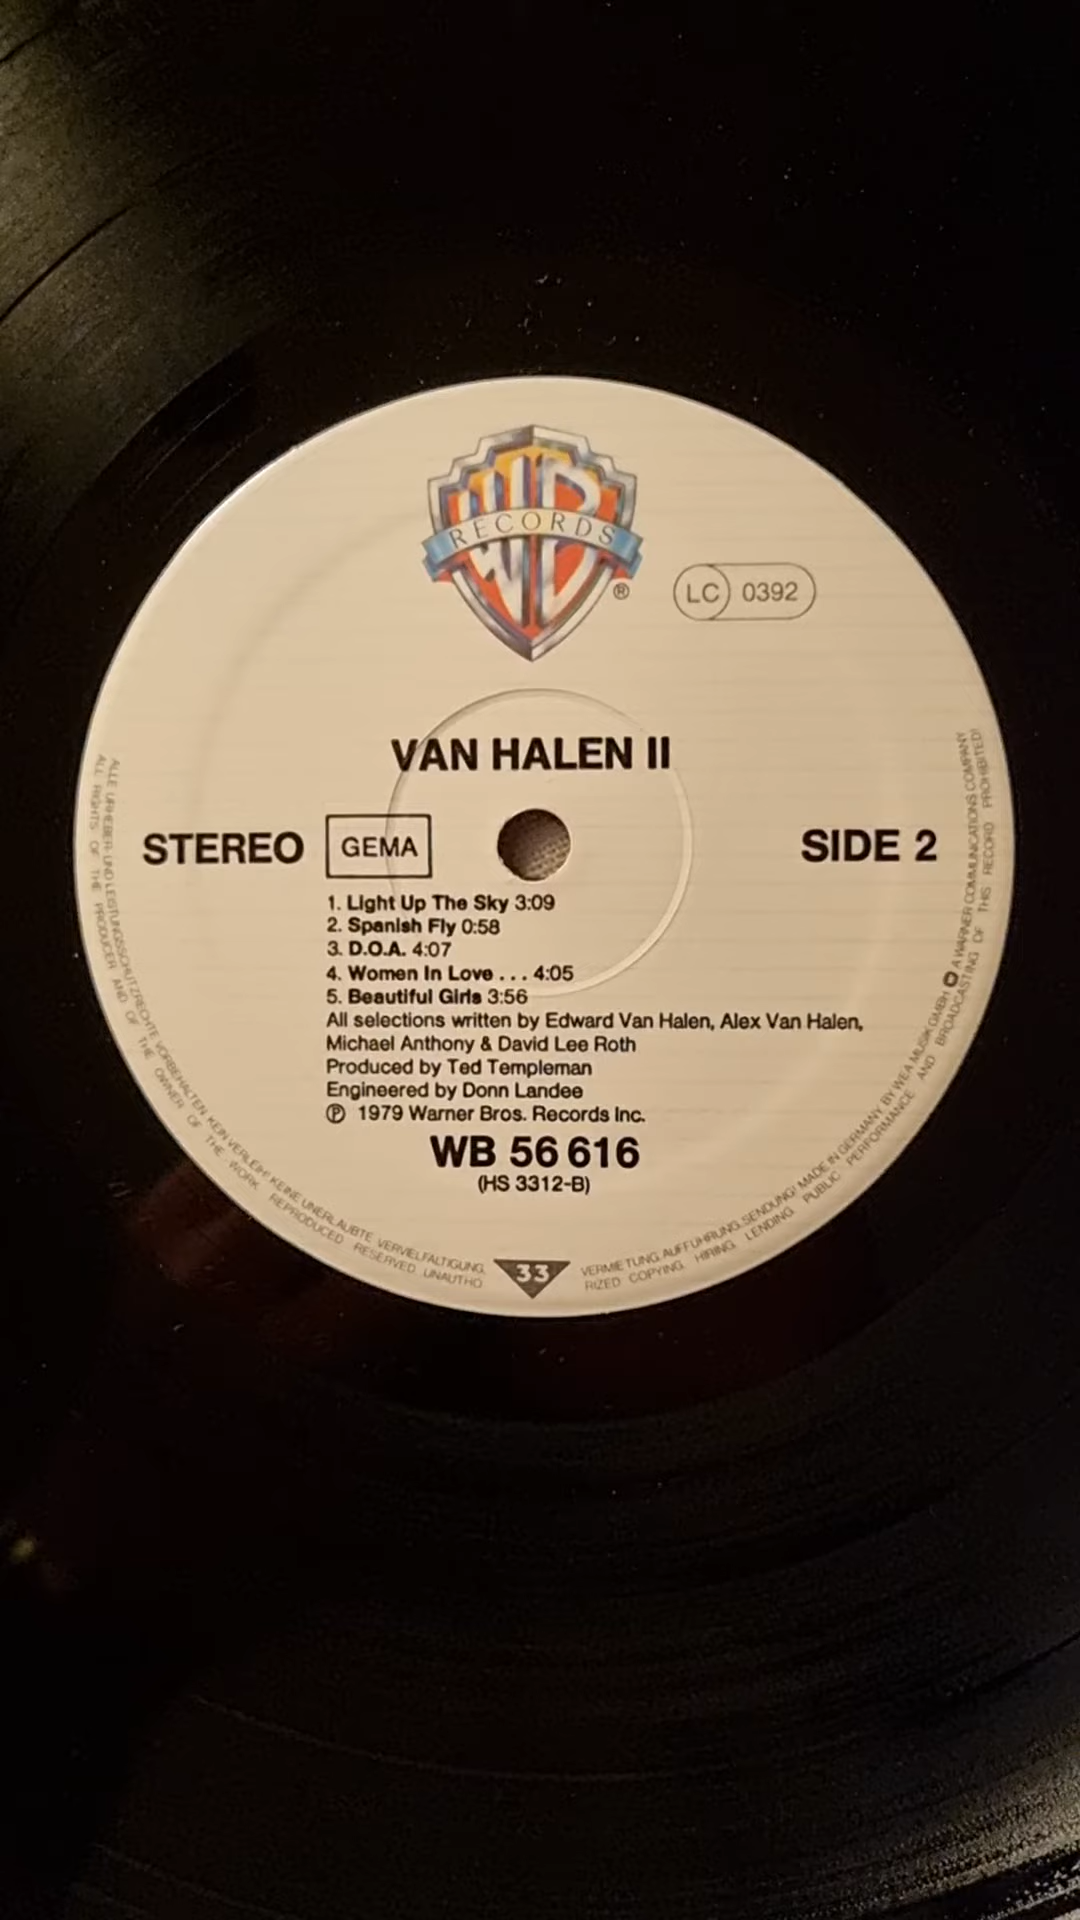 WB
RECORDS
®
LC 0392
VAN HALEN II
STEREO GEMA SIDE 2
1. Light Up The Sky 3:09
2. Spanish Fly 0:58
3. D.O.A. 4:07
4. Women In Love . . . 4:05
5. Beautiful Girls 3:56
All selections written by Edward Van Halen, Alex Van Halen,
Michael Anthony & David Lee Roth
Produced by Ted Templeman
Engineered by Donn Landee
Ⓟ 1979 Warner Bros. Records Inc.
WB 56 616
(HS 3312-B)
33
ALLE URHEBER- UND LEISTUNGSSCHUTZRECHTE VORBEHALTEN. KEIN VERLEIH! KEINE UNERLAUBTE VERVIELFÄLTIGUNG, VERMIETUNG, AUFFÜHRUNG, SENDUNG! MADE IN GERMANY BY WEA MUSIK GMBH A WARNER COMMUNICATIONS COMPANY
ALL RIGHTS OF THE PRODUCER AND OF THE OWNER OF THE WORK REPRODUCED RESERVED. UNAUTHORIZED COPYING, HIRING, LENDING, PUBLIC PERFORMANCE AND BROADCASTING OF THIS RECORD PROHIBITED!